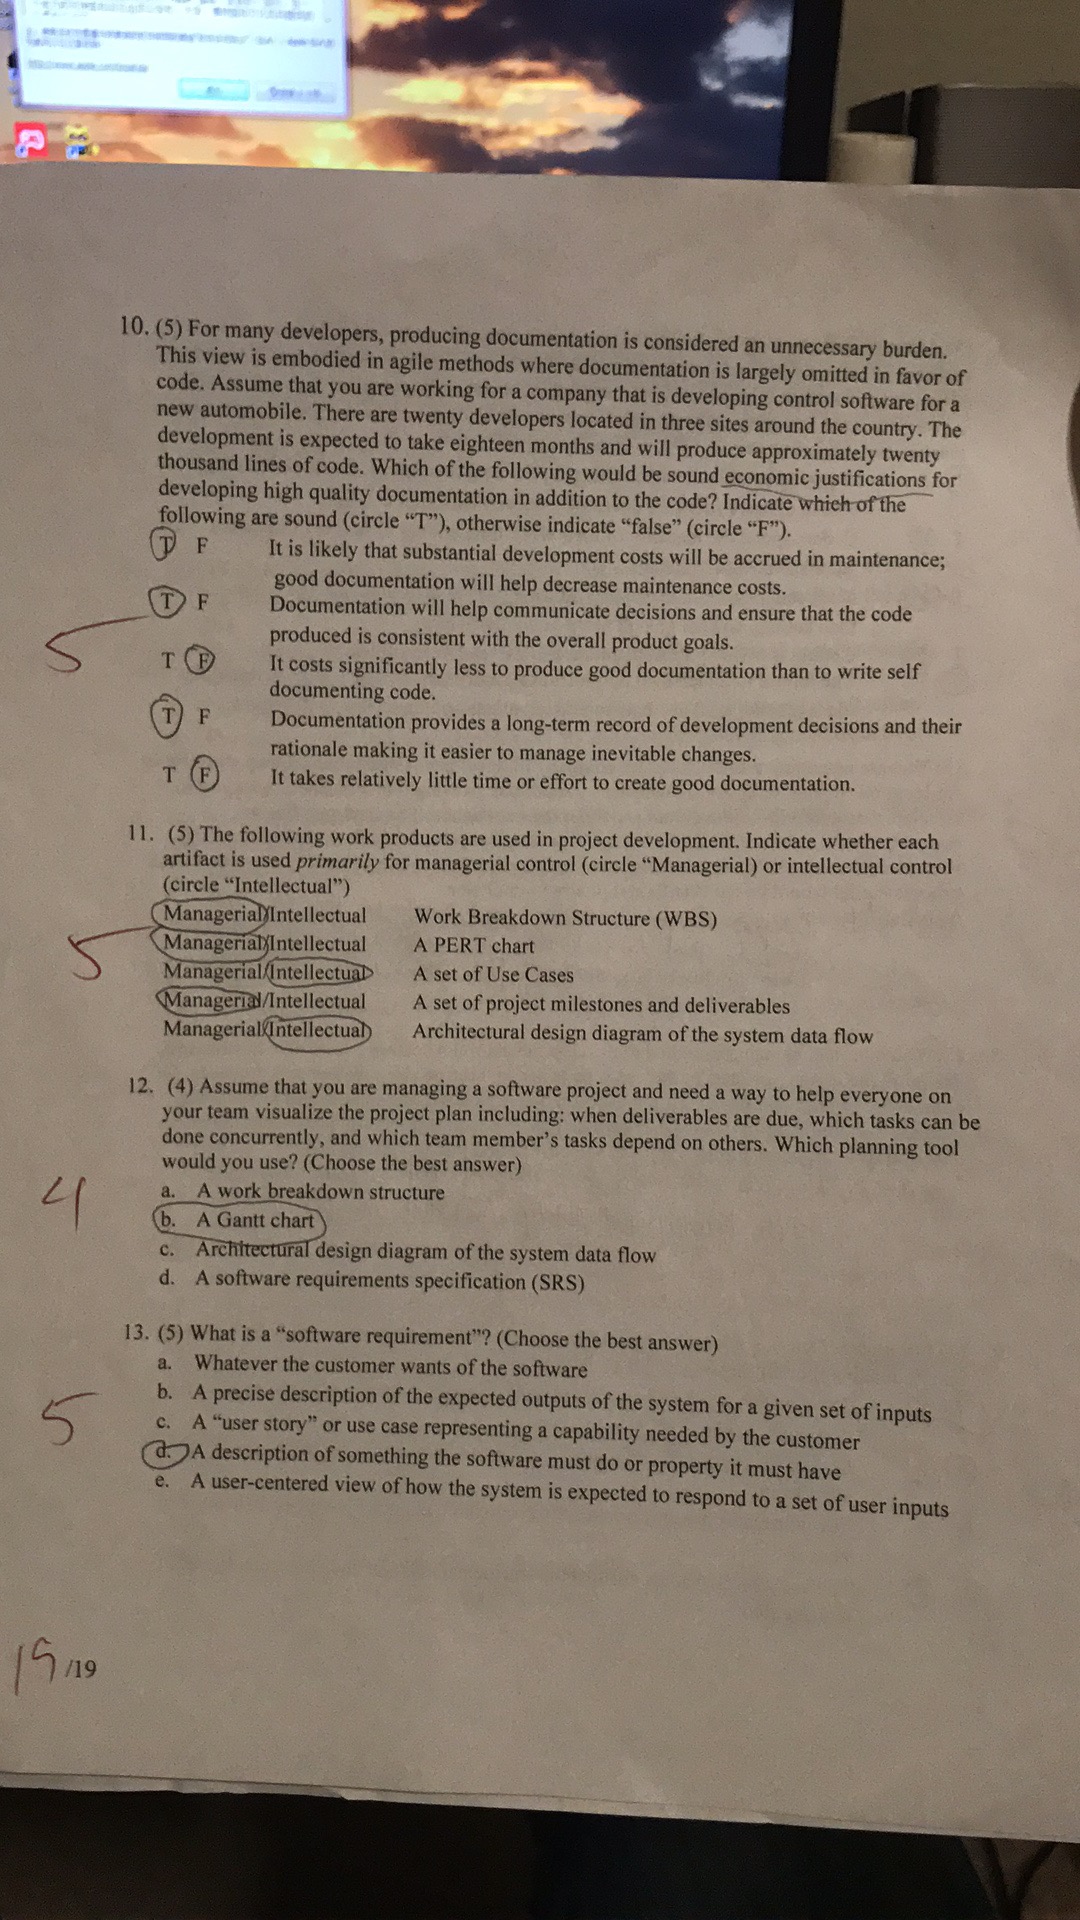 10. (5) For many developers, producing documentation is considered an unnecessary burden.
This view is embodied in agile methods where documentation is largely omitted in favor of
code. Assume that you are working for a company that is developing control software for a
new automobile. There are twenty developers located in three sites around the country. The
development is expected to take eighteen months and will produce approximately twenty
thousand lines of code. Which of the following would be sound economic justifications for
developing high quality documentation in addition to the code? Indicate which of the
following are sound (circle “T”), otherwise indicate “false” (circle “F”).
T F It is likely that substantial development costs will be accrued in maintenance;
good documentation will help decrease maintenance costs.
T F Documentation will help communicate decisions and ensure that the code
produced is consistent with the overall product goals.
5
T F It costs significantly less to produce good documentation than to write self
documenting code.
T F Documentation provides a long-term record of development decisions and their
rationale making it easier to manage inevitable changes.
T F It takes relatively little time or effort to create good documentation.
11. (5) The following work products are used in project development. Indicate whether each
artifact is used primarily for managerial control (circle “Managerial) or intellectual control
(circle “Intellectual”)
Managerial/Intellectual Work Breakdown Structure (WBS)
Managerial/Intellectual A PERT chart
5
Managerial/Intellectual A set of Use Cases
Managerial/Intellectual A set of project milestones and deliverables
Managerial/Intellectual Architectural design diagram of the system data flow
12. (4) Assume that you are managing a software project and need a way to help everyone on
your team visualize the project plan including: when deliverables are due, which tasks can be
done concurrently, and which team member’s tasks depend on others. Which planning tool
would you use? (Choose the best answer)
4
a. A work breakdown structure
b. A Gantt chart
c. Architectural design diagram of the system data flow
d. A software requirements specification (SRS)
13. (5) What is a “software requirement”? (Choose the best answer)
a. Whatever the customer wants of the software
b. A precise description of the expected outputs of the system for a given set of inputs
5
c. A “user story” or use case representing a capability needed by the customer
d. A description of something the software must do or property it must have
e. A user-centered view of how the system is expected to respond to a set of user inputs
19 /19